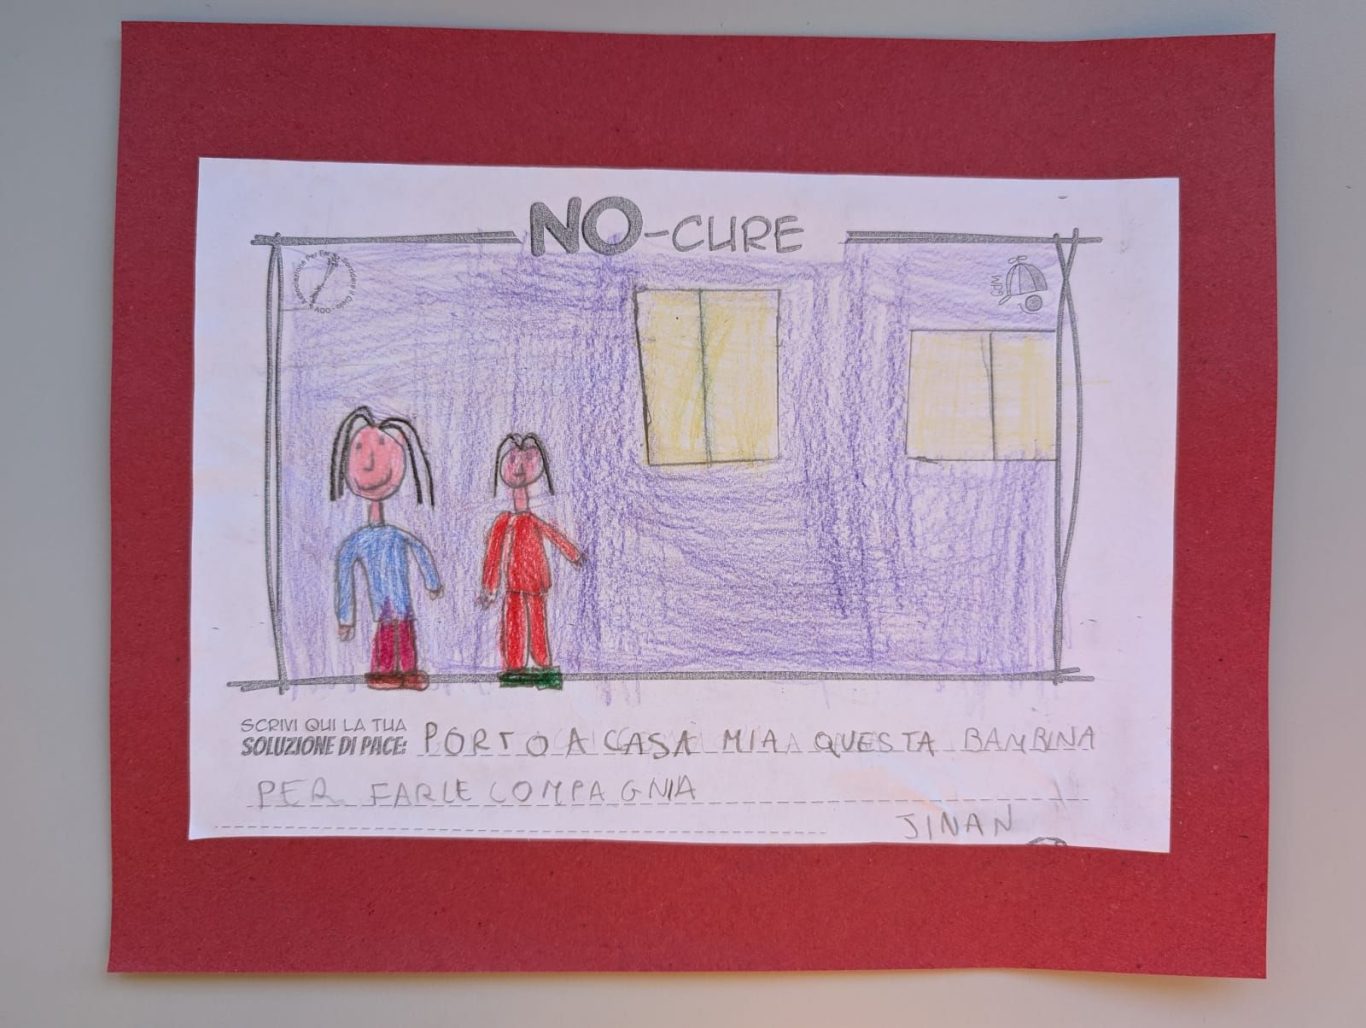 NO-CURE
SCRIVI QUI LA TUA
SOLUZIONE DI PACE: PORTO A CASA MIA QUESTA BAMBINA
PER FARLE COMPAGNIA
JINAN